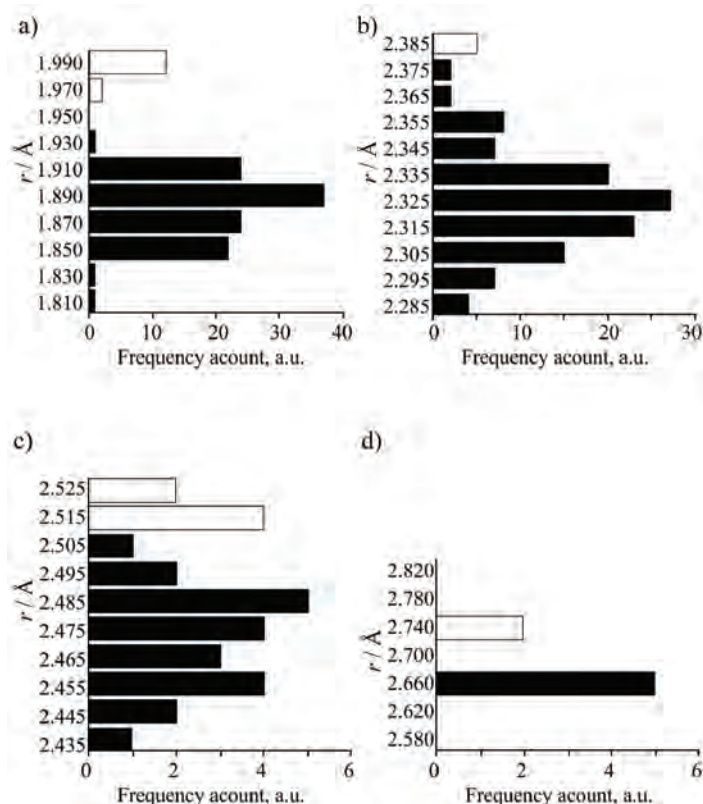 a)
1.990
1.970
1.950
1.930
1.910
1.890
1.870
1.850
1.830
1.810
r / Å
0 10 20 30 40
Frequency acount, a.u.
b)
2.385
2.375
2.365
2.355
2.345
2.335
2.325
2.315
2.305
2.295
2.285
r / Å
0 10 20 30
Frequency acount, a.u.
c)
2.525
2.515
2.505
2.495
2.485
2.475
2.465
2.455
2.445
2.435
r / Å
0 2 4 6
Frequency acount, a.u.
d)
2.820
2.780
2.740
2.700
2.660
2.620
2.580
r / Å
0 2 4 6
Frequency acount, a.u.